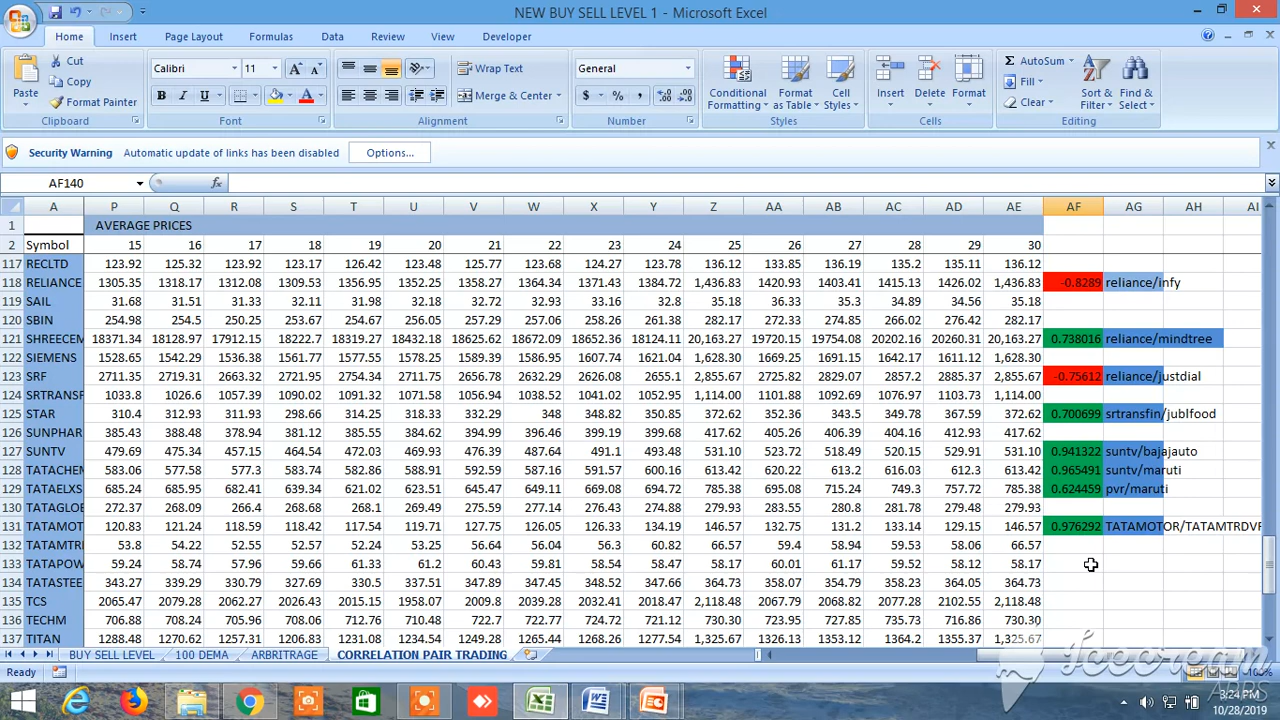 NEW BUY SELL LEVEL 1 - Microsoft Excel
Home Insert Page Layout Formulas Data Review View Developer
Paste Cut Copy Format Painter Clipboard
Calibri 11 B I U A A A Font
Wrap Text Merge & Center Alignment
General $ % , Number
Conditional Formatting Format as Table Cell Styles Styles
Insert Delete Format Cells
AutoSum Fill Clear Sort & Filter Find & Select Editing
Security Warning Automatic update of links has been disabled Options...
AF140 fx
A P Q R S T U V W X Y Z AA AB AC AD AE AF AG AH AI
1 AVERAGE PRICES
2 Symbol 15 16 17 18 19 20 21 22 23 24 25 26 27 28 29 30
117 RECLTD 123.92 125.32 123.92 123.17 126.42 123.48 125.77 123.68 124.27 123.78 136.12 133.85 136.19 135.2 135.11 136.12
118 RELIANCE 1305.35 1318.17 1312.08 1309.53 1356.95 1352.25 1358.27 1364.34 1371.43 1384.72 1,436.83 1420.93 1403.41 1415.13 1426.02 1,436.83 -0.8289 reliance/infy
119 SAIL 31.68 31.51 31.33 32.11 31.98 32.18 32.72 32.93 33.16 32.8 35.18 36.33 35.3 34.89 34.56 35.18
120 SBIN 254.98 254.5 250.25 253.67 254.67 256.05 257.29 257.06 258.26 261.38 282.17 272.33 274.85 266.02 276.42 282.17
121 SHREECEM 18371.34 18128.97 17912.15 18222.7 18319.27 18432.18 18625.62 18672.09 18652.36 18124.11 20,163.27 19720.15 19754.08 20202.16 20260.31 20,163.27 0.738016 reliance/mindtree
122 SIEMENS 1528.65 1542.29 1536.38 1561.77 1577.55 1578.25 1589.39 1586.96 1607.74 1621.04 1,628.30 1669.25 1691.79 1642.17 1611.12 1,628.30
123 SRF 2711.35 2719.31 2663.32 2721.95 2754.34 2711.75 2656.78 2632.29 2626.08 2655.1 2,855.67 2725.82 2829.07 2857.2 2885.37 2,855.67 -0.75612 reliance/justdial
124 SRTRANSF 1033.8 1026.6 1057.39 1090.02 1091.32 1071.58 1056.94 1038.52 1041.02 1052.95 1,114.00 1101.88 1092.69 1076.97 1103.73 1,114.00
125 STAR 310.4 312.93 311.93 298.66 314.25 318.33 332.29 348 342.48 350.85 372.62 352.36 343.5 349.78 367.59 372.62 0.700699 srtransfin/jublfood
126 SUNPHAR 385.43 388.48 378.94 381.12 385.55 384.62 394.99 396.46 399.19 399.68 417.62 405.26 406.39 413.34 412.24 417.62
127 SUNTV 479.69 475.34 457.15 464.54 472.03 469.93 476.39 487.64 491.1 493.48 531.10 523.72 518.49 520.15 529.91 531.10 0.941322 suntv/bajajauto
128 TATACHEM 583.06 577.58 577.3 573.74 582.86 588.91 592.59 587.16 591.57 600.16 613.42 620.22 613.24 616.03 612.3 613.42 0.965491 suntv/maruti
129 TATAELXS 685.24 695.95 682.41 639.34 621.18 623.51 645.47 649.11 669.08 694.72 785.38 728.03 715.24 749.3 757.72 785.38 0.624459 pvr/maruti
130 TATAGLOE 272.37 268.09 266.4 268.68 268.1 269.49 275.59 277.14 276.43 274.88 279.93 283.55 280.8 281.78 279.48 279.93
131 TATAMOT 120.83 121.24 118.59 118.42 117.54 119.71 127.75 126.05 126.33 134.19 146.57 132.75 131.2 133.14 129.15 146.57 0.976292 TATAMOTOR/TATAMTRDVR
132 TATAMTRI 53.8 54.22 52.55 52.57 52.24 53.25 56.64 56.04 56.3 60.82 66.57 59.4 58.94 59.53 58.06 66.57
133 TATAPOW 59.24 58.74 57.96 59.66 61.33 61.2 60.43 59.81 58.54 58.47 58.17 60.01 61.17 59.52 58.12 58.17
134 TATASTEE 343.27 339.29 330.79 327.69 330.5 331.92 347.85 348.95 347.66 364.73 364.73 358.07 354.79 358.23 364.05 364.73
135 TCS 2065.47 2079.28 2062.27 2026.43 2015.15 1958.07 2009.8 2039.28 2032.41 2018.47 2,118.48 2067.79 2068.82 2077.28 2102.55 2,118.48
136 TECHM 706.88 708.24 705.96 708.06 712.76 710.48 722.7 722.77 724.72 721.12 730.30 723.95 727.85 735.73 716.86 730.30
137 TITAN 1288.48 1270.62 1257.31 1206.83 1231.08 1234.54 1249.28 1265.44 1268.26 1277.54 1,325.67 1326.13 1353.12 1364.2 1355.37 1,325.67
BUY SELL LEVEL 100 DEMA ARBRITRAGE CORRELATION PAIR TRADING
Ready 100%
3:24 PM
10/28/2019